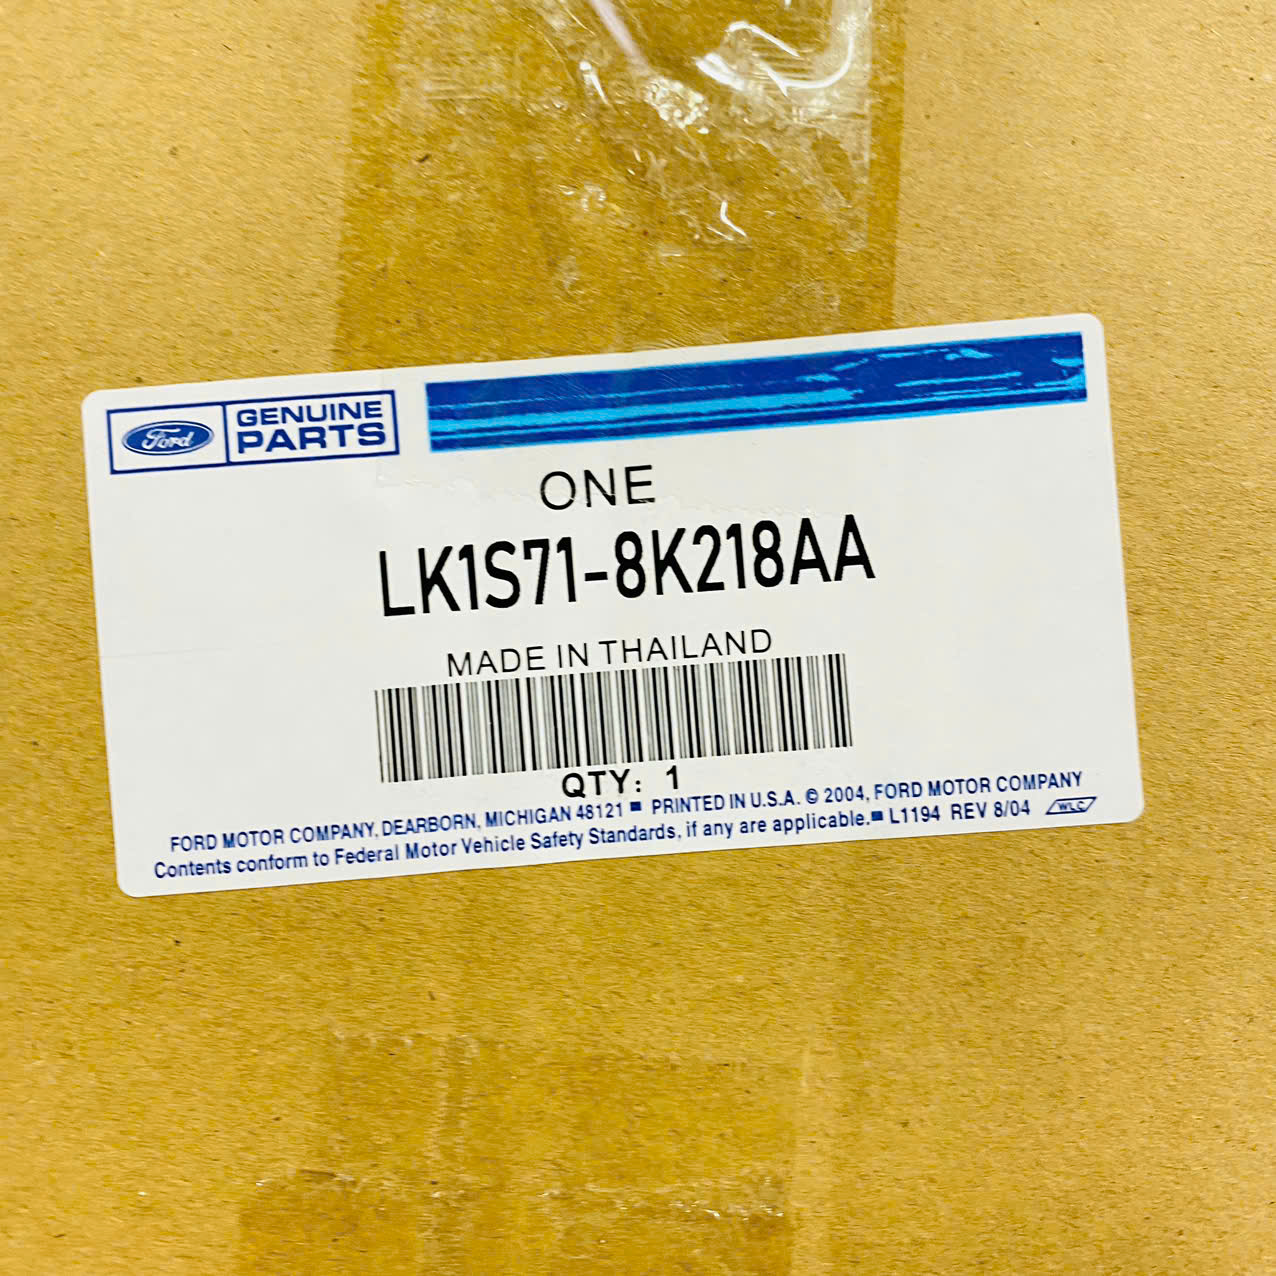 Ford
GENUINE
PARTS
ONE
LK1S71-8K218AA
MADE IN THAILAND
QTY: 1
FORD MOTOR COMPANY, DEARBORN, MICHIGAN 48121 ■ PRINTED IN U.S.A. © 2004, FORD MOTOR COMPANY
Contents conform to Federal Motor Vehicle Safety Standards, if any are applicable. ■ L1194 REV 8/04 WLC